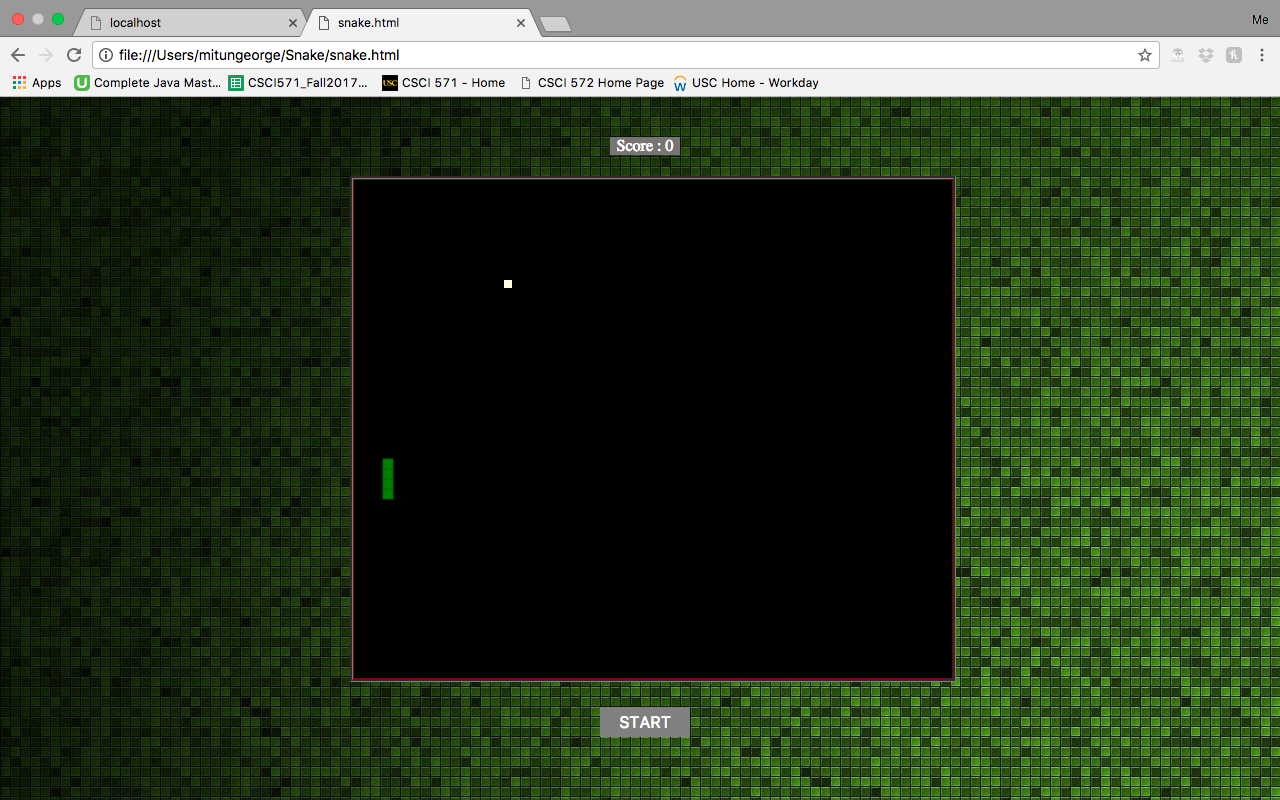 localhost
snake.html
Me
file:///Users/mitungeorge/Snake/snake.html
Apps
Complete Java Mast...
CSCI571_Fall2017...
USC CSCI 571 - Home
CSCI 572 Home Page
W USC Home - Workday
Score : 0
START